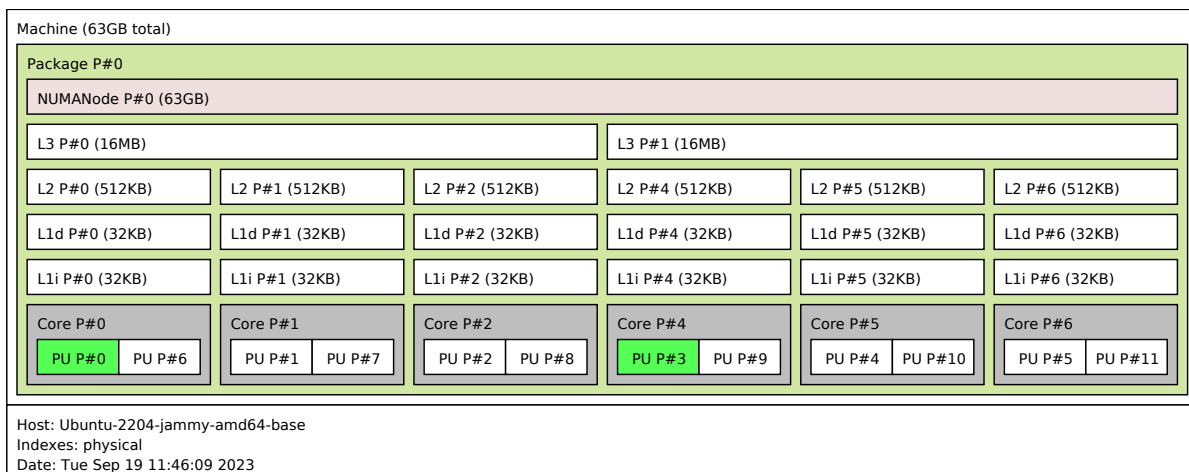 Machine (63GB total)
Package P#0
NUMANode P#0 (63GB)
L3 P#0 (16MB) L3 P#1 (16MB)
L2 P#0 (512KB) L2 P#1 (512KB) L2 P#2 (512KB) L2 P#4 (512KB) L2 P#5 (512KB) L2 P#6 (512KB)
L1d P#0 (32KB) L1d P#1 (32KB) L1d P#2 (32KB) L1d P#4 (32KB) L1d P#5 (32KB) L1d P#6 (32KB)
L1i P#0 (32KB) L1i P#1 (32KB) L1i P#2 (32KB) L1i P#4 (32KB) L1i P#5 (32KB) L1i P#6 (32KB)
Core P#0 Core P#1 Core P#2 Core P#4 Core P#5 Core P#6
PU P#0 PU P#6 PU P#1 PU P#7 PU P#2 PU P#8 PU P#3 PU P#9 PU P#4 PU P#10 PU P#5 PU P#11
Host: Ubuntu-2204-jammy-amd64-base
Indexes: physical
Date: Tue Sep 19 11:46:09 2023